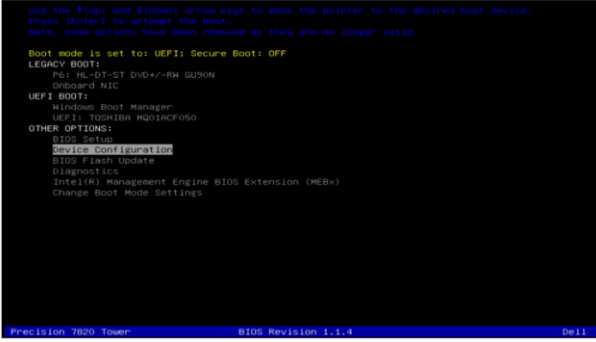 Use the ↑(Up) and ↓(Down) arrow keys to move the pointer to the desired boot device.
Press [Enter] to attempt the boot.
Note, some options have been removed as they are no longer valid.
Boot mode is set to: UEFI; Secure Boot: OFF
LEGACY BOOT:
P6: HL-DT-ST DVD+/-RW GU90N
Onboard NIC
UEFI BOOT:
Windows Boot Manager
UEFI: TOSHIBA MQ01ACF050
OTHER OPTIONS:
BIOS Setup
Device Configuration
BIOS Flash Update
Diagnostics
Intel(R) Management Engine BIOS Extension (MEBx)
Change Boot Mode Settings
Precision 7820 Tower BIOS Revision 1.1.4 Dell